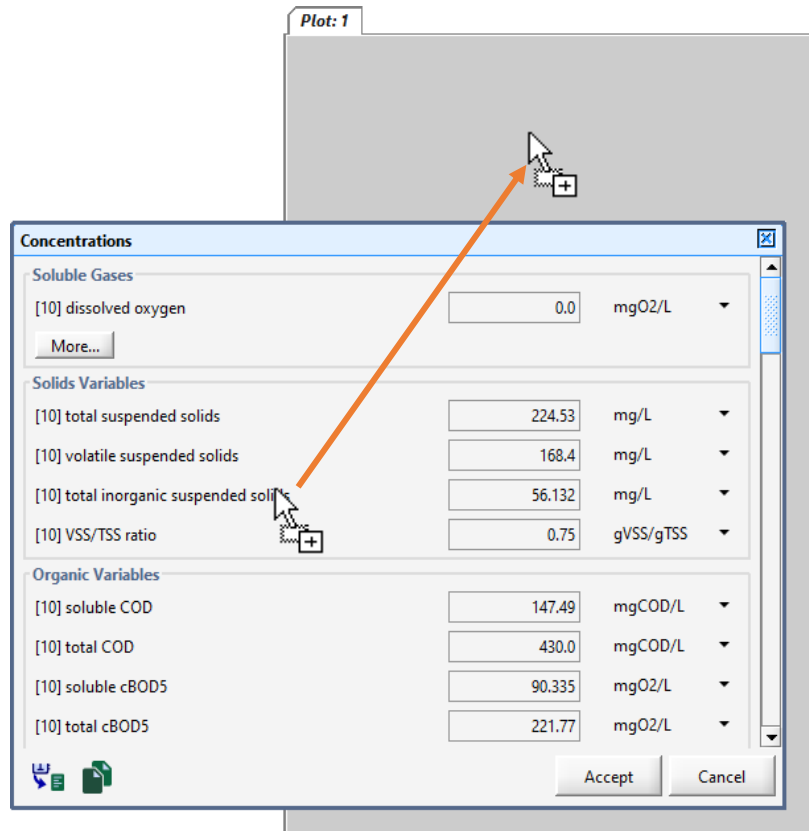 Plot: 1
Concentrations
Soluble Gases
[10] dissolved oxygen 0.0 mgO2/L
More...
Solids Variables
[10] total suspended solids 224.53 mg/L
[10] volatile suspended solids 168.4 mg/L
[10] total inorganic suspended solids 56.132 mg/L
[10] VSS/TSS ratio 0.75 gVSS/gTSS
Organic Variables
[10] soluble COD 147.49 mgCOD/L
[10] total COD 430.0 mgCOD/L
[10] soluble cBOD5 90.335 mgO2/L
[10] total cBOD5 221.77 mgO2/L
Accept Cancel